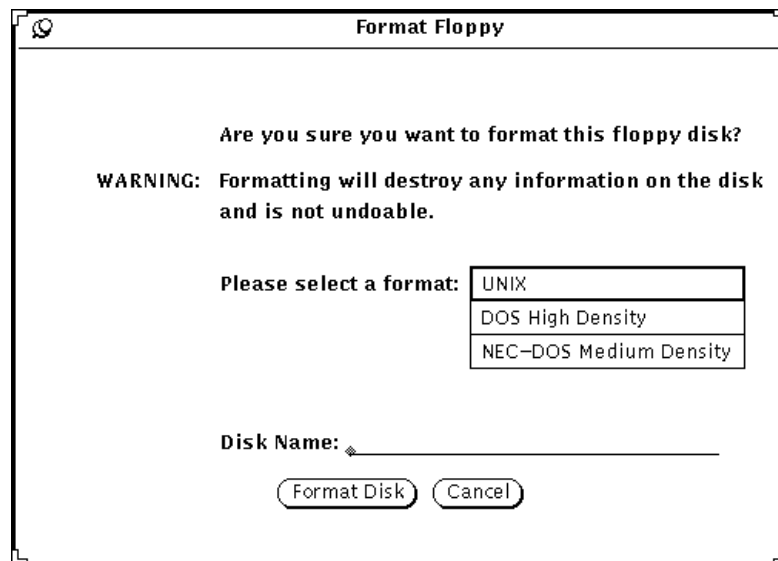 Format Floppy
Are you sure you want to format this floppy disk?
WARNING: Formatting will destroy any information on the disk
and is not undoable.
Please select a format: UNIX
DOS High Density
NEC-DOS Medium Density
Disk Name:
Format Disk Cancel